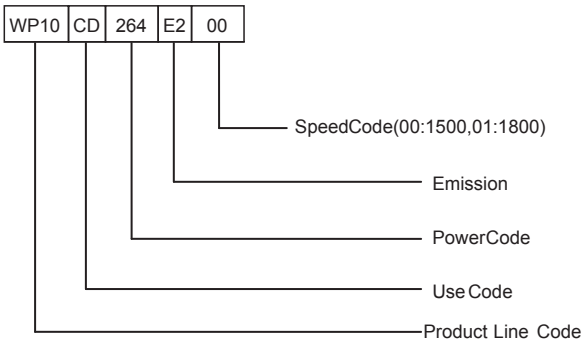 WP10 CD 264 E2 00
SpeedCode(00:1500,01:1800)
Emission
PowerCode
Use Code
Product Line Code